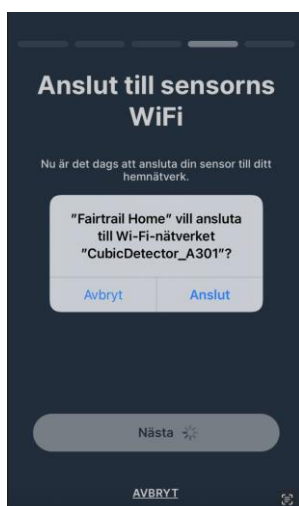 Anslut till sensorns
WiFi
Nu är det dags att ansluta din sensor till ditt
hemnätverk.
"Fairtrail Home" vill ansluta
till Wi-Fi-nätverket
"CubicDetector_A301"?
Avbryt Anslut
Nästa
AVBRYT